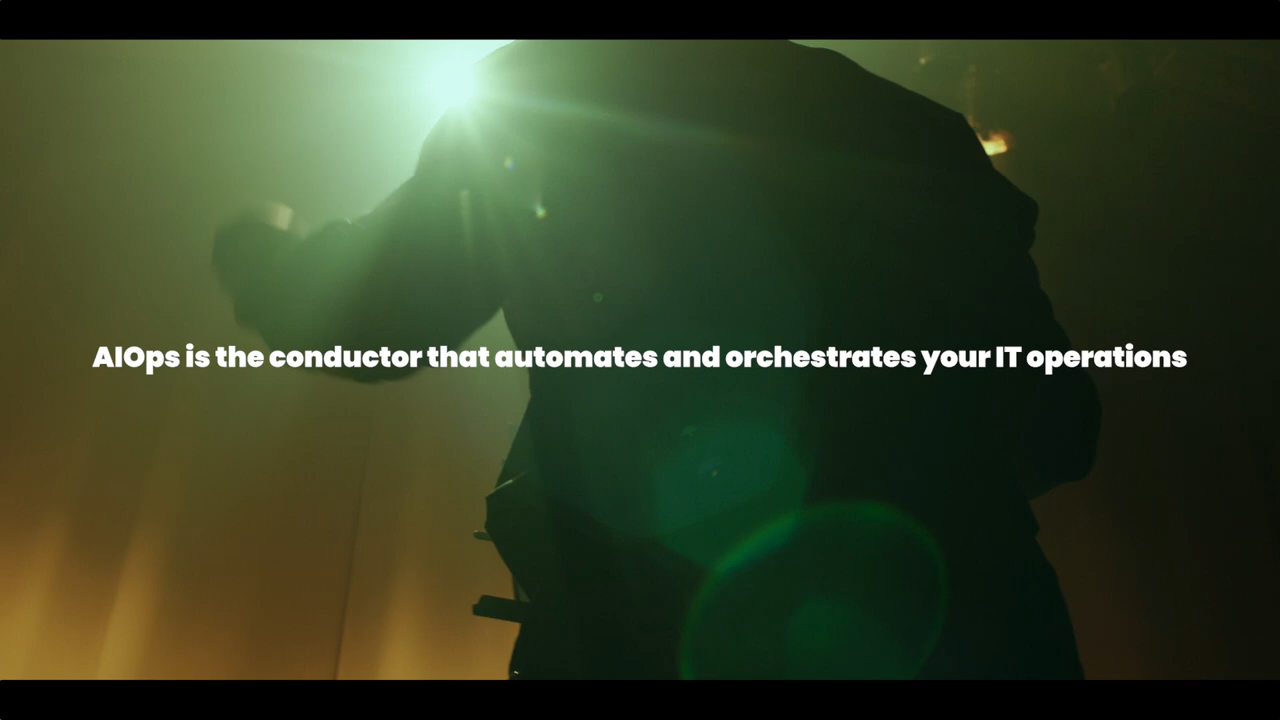 AIOps is the conductor that automates and orchestrates your IT operations